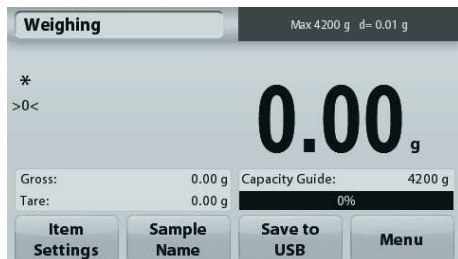 Weighing
Max 4200 g d= 0.01 g
*
>0<
0.00 g
Gross: 0.00 g
Tare: 0.00 g
Capacity Guide: 4200 g
0%
Item Settings
Sample Name
Save to USB
Menu